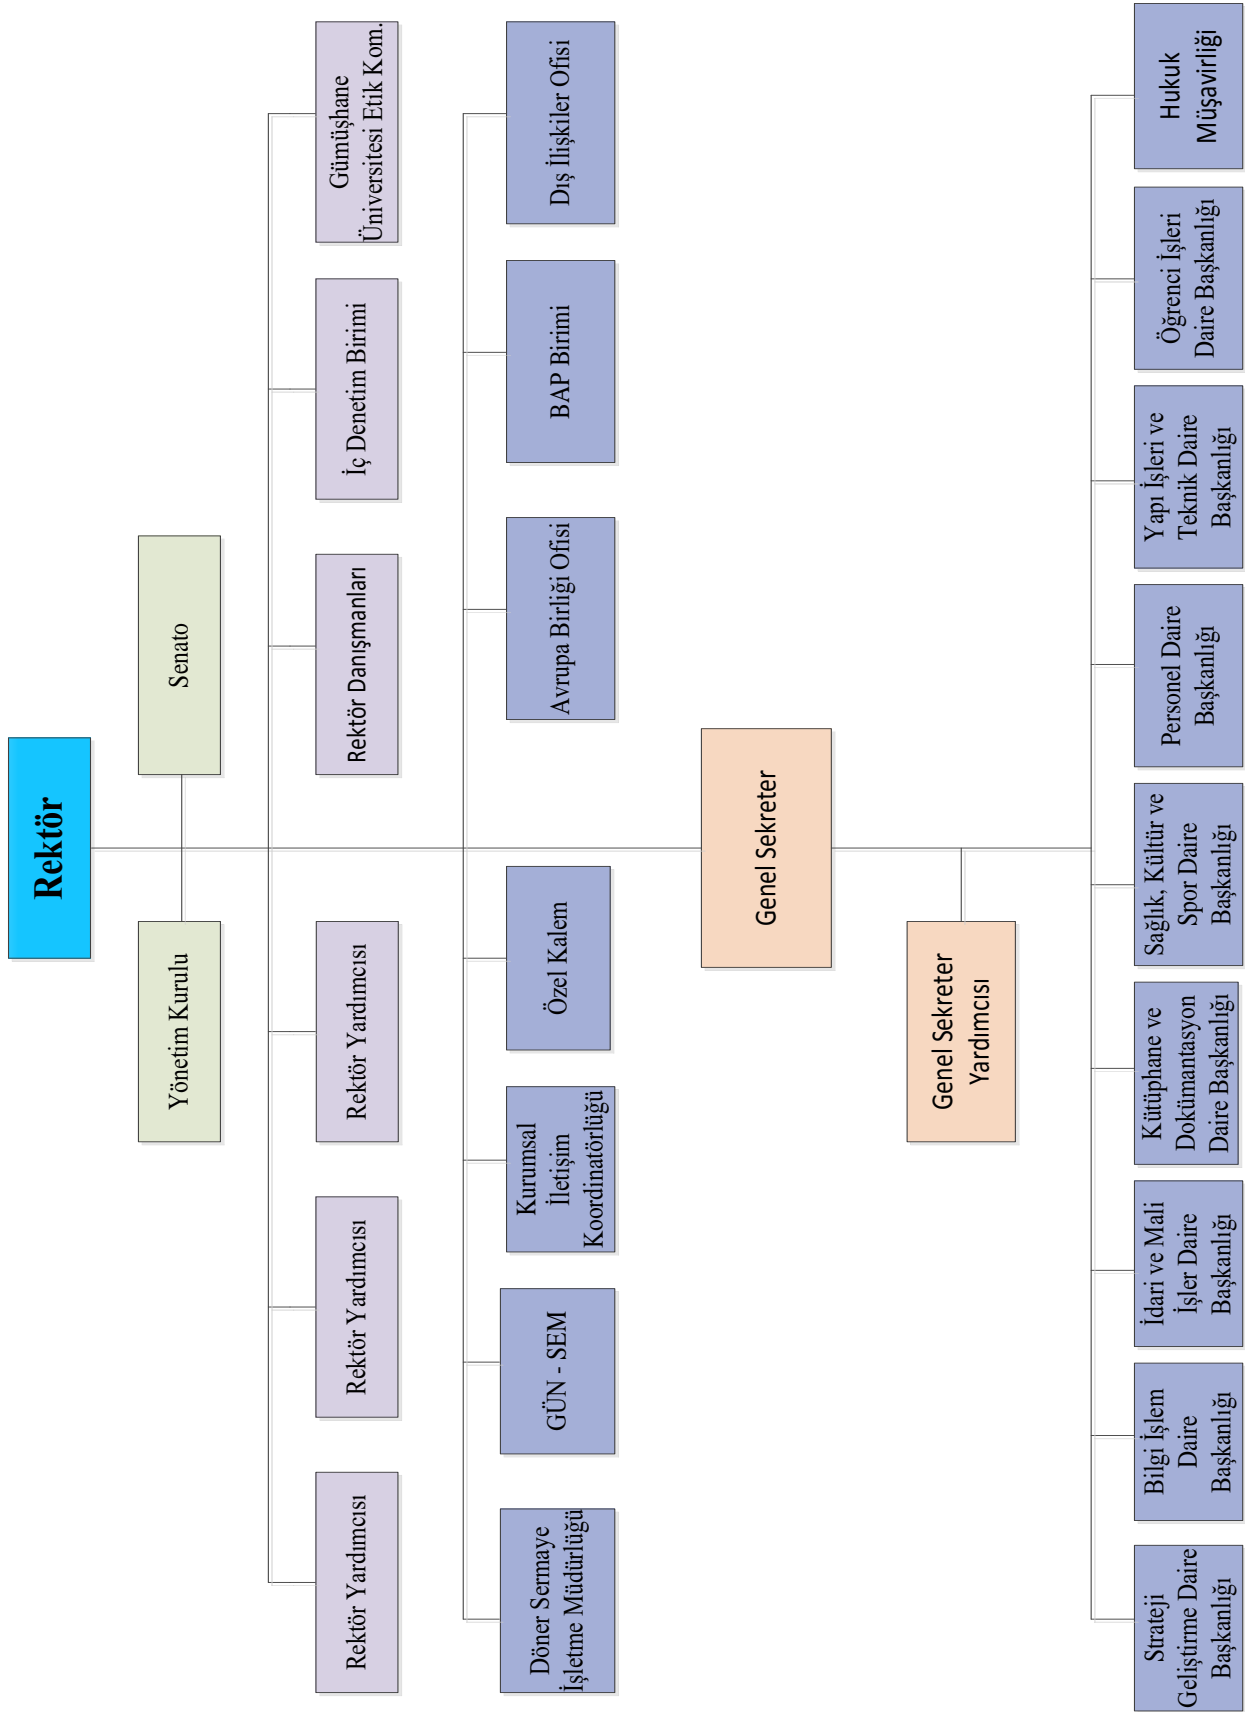 Rektör
Yönetim Kurulu
Senato
Rektör Yardımcısı
Rektör Yardımcısı
Rektör Yardımcısı
Rektör Danışmanları
İç Denetim Birimi
Gümüşhane
Üniversitesi Etik Kom.
Döner Sermaye
İşletme Müdürlüğü
GÜN - SEM
Kurumsal
İletişim
Koordinatörlüğü
Özel Kalem
Avrupa Birliği Ofisi
BAP Birimi
Dış İlişkiler Ofisi
Genel Sekreter
Genel Sekreter
Yardımcısı
Strateji
Geliştirme Daire
Başkanlığı
Bilgi İşlem
Daire
Başkanlığı
İdari ve Mali
İşler Daire
Başkanlığı
Kütüphane ve
Dokümantasyon
Daire Başkanlığı
Sağlık, Kültür ve
Spor Daire
Başkanlığı
Personel Daire
Başkanlığı
Yapı İşleri ve
Teknik Daire
Başkanlığı
Öğrenci İşleri
Daire Başkanlığı
Hukuk
Müşavirliği